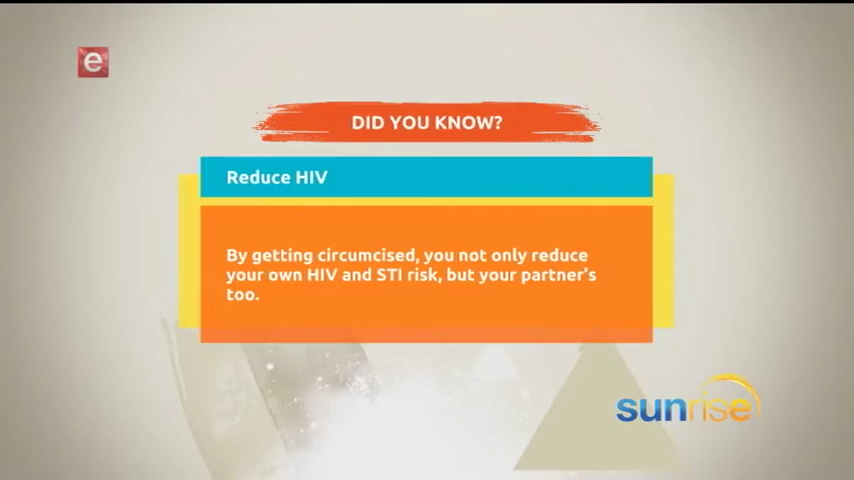 e
DID YOU KNOW?
Reduce HIV
By getting circumcised, you not only reduce
your own HIV and STI risk, but your partner's
too.
sunrise